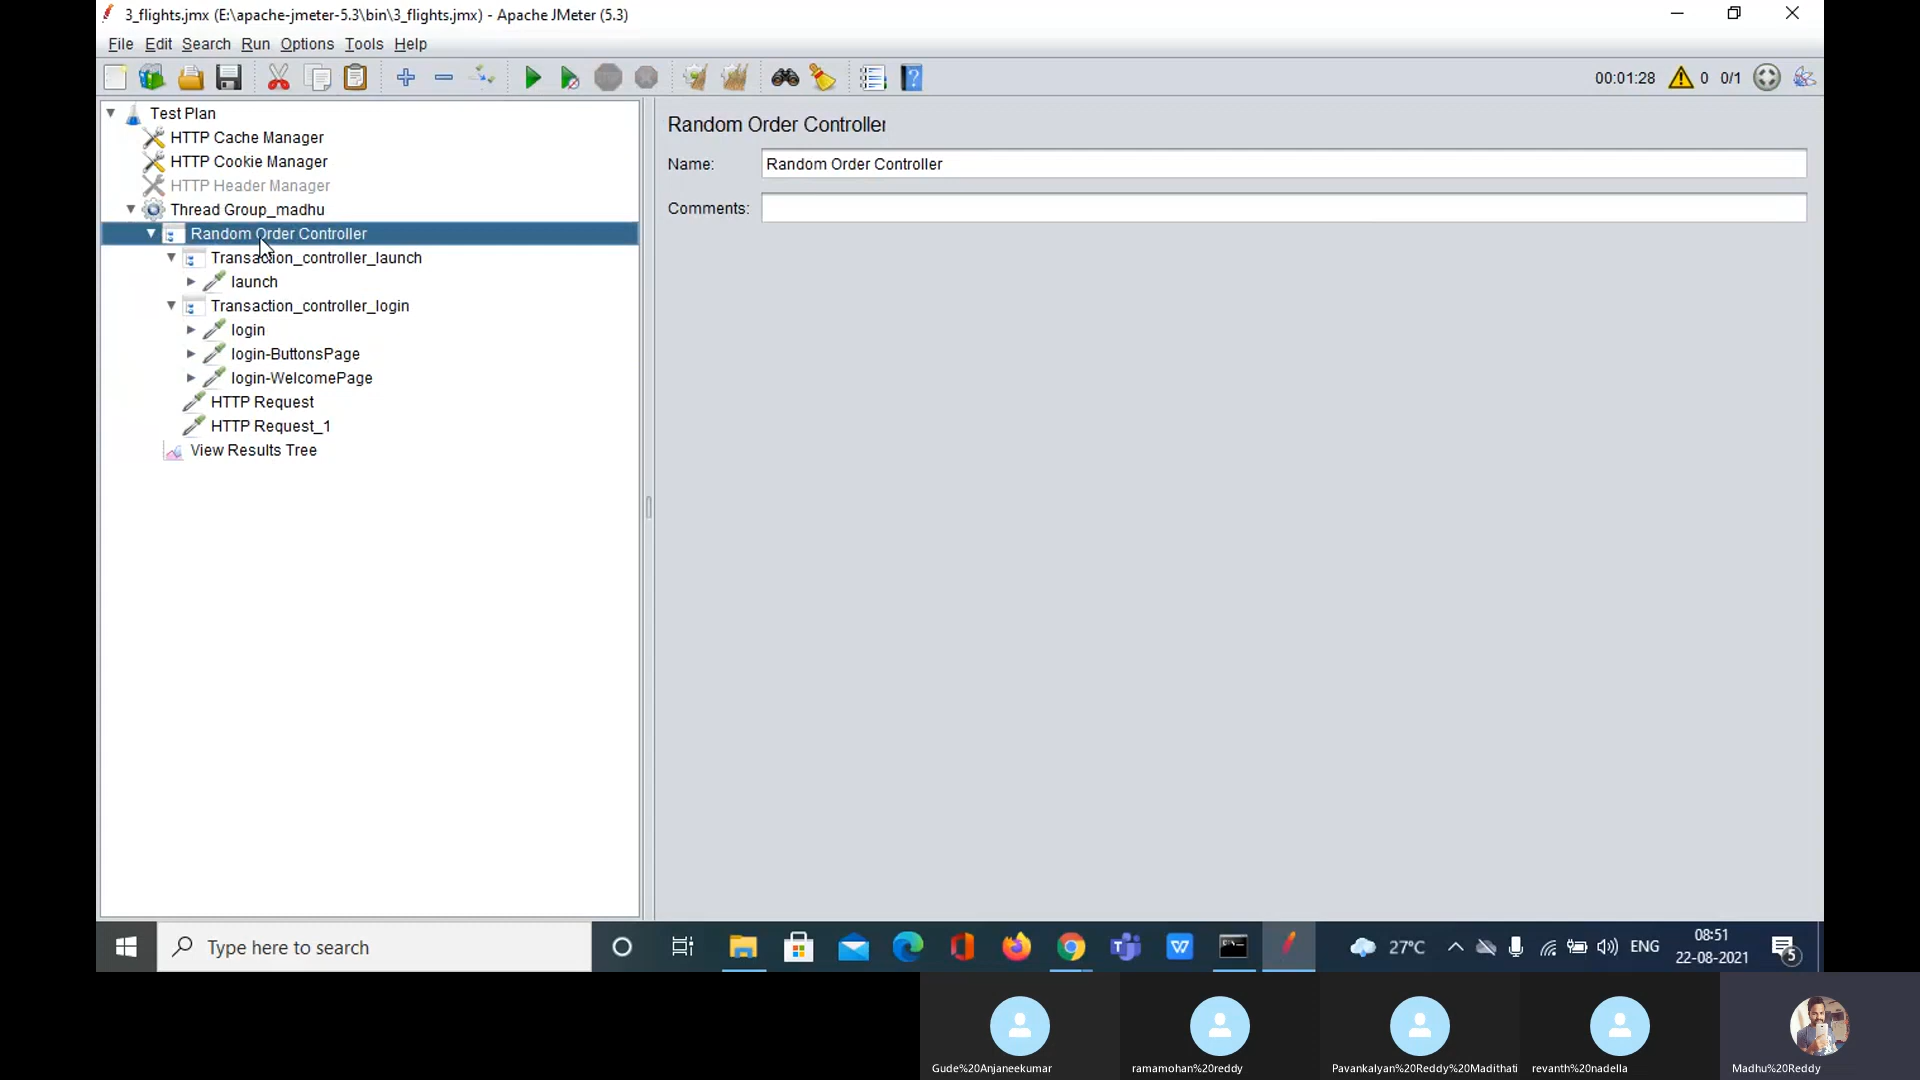 3_flights.jmx (E:\apache-jmeter-5.3\bin\3_flights.jmx) - Apache JMeter (5.3)
File Edit Search Run Options Tools Help
00:01:28 0 0/1
Test Plan
HTTP Cache Manager
HTTP Cookie Manager
HTTP Header Manager
Thread Group_madhu
Random Order Controller
Transaction_controller_launch
launch
Transaction_controller_login
login
login-ButtonsPage
login-WelcomePage
HTTP Request
HTTP Request_1
View Results Tree
Random Order Controller
Name: Random Order Controller
Comments:
Type here to search
27°C
ENG
08:51
22-08-2021
5
Gude%20Anjaneekumar
ramamohan%20reddy
Pavankalyan%20Reddy%20Madithati
revanth%20nadella
Madhu%20Reddy